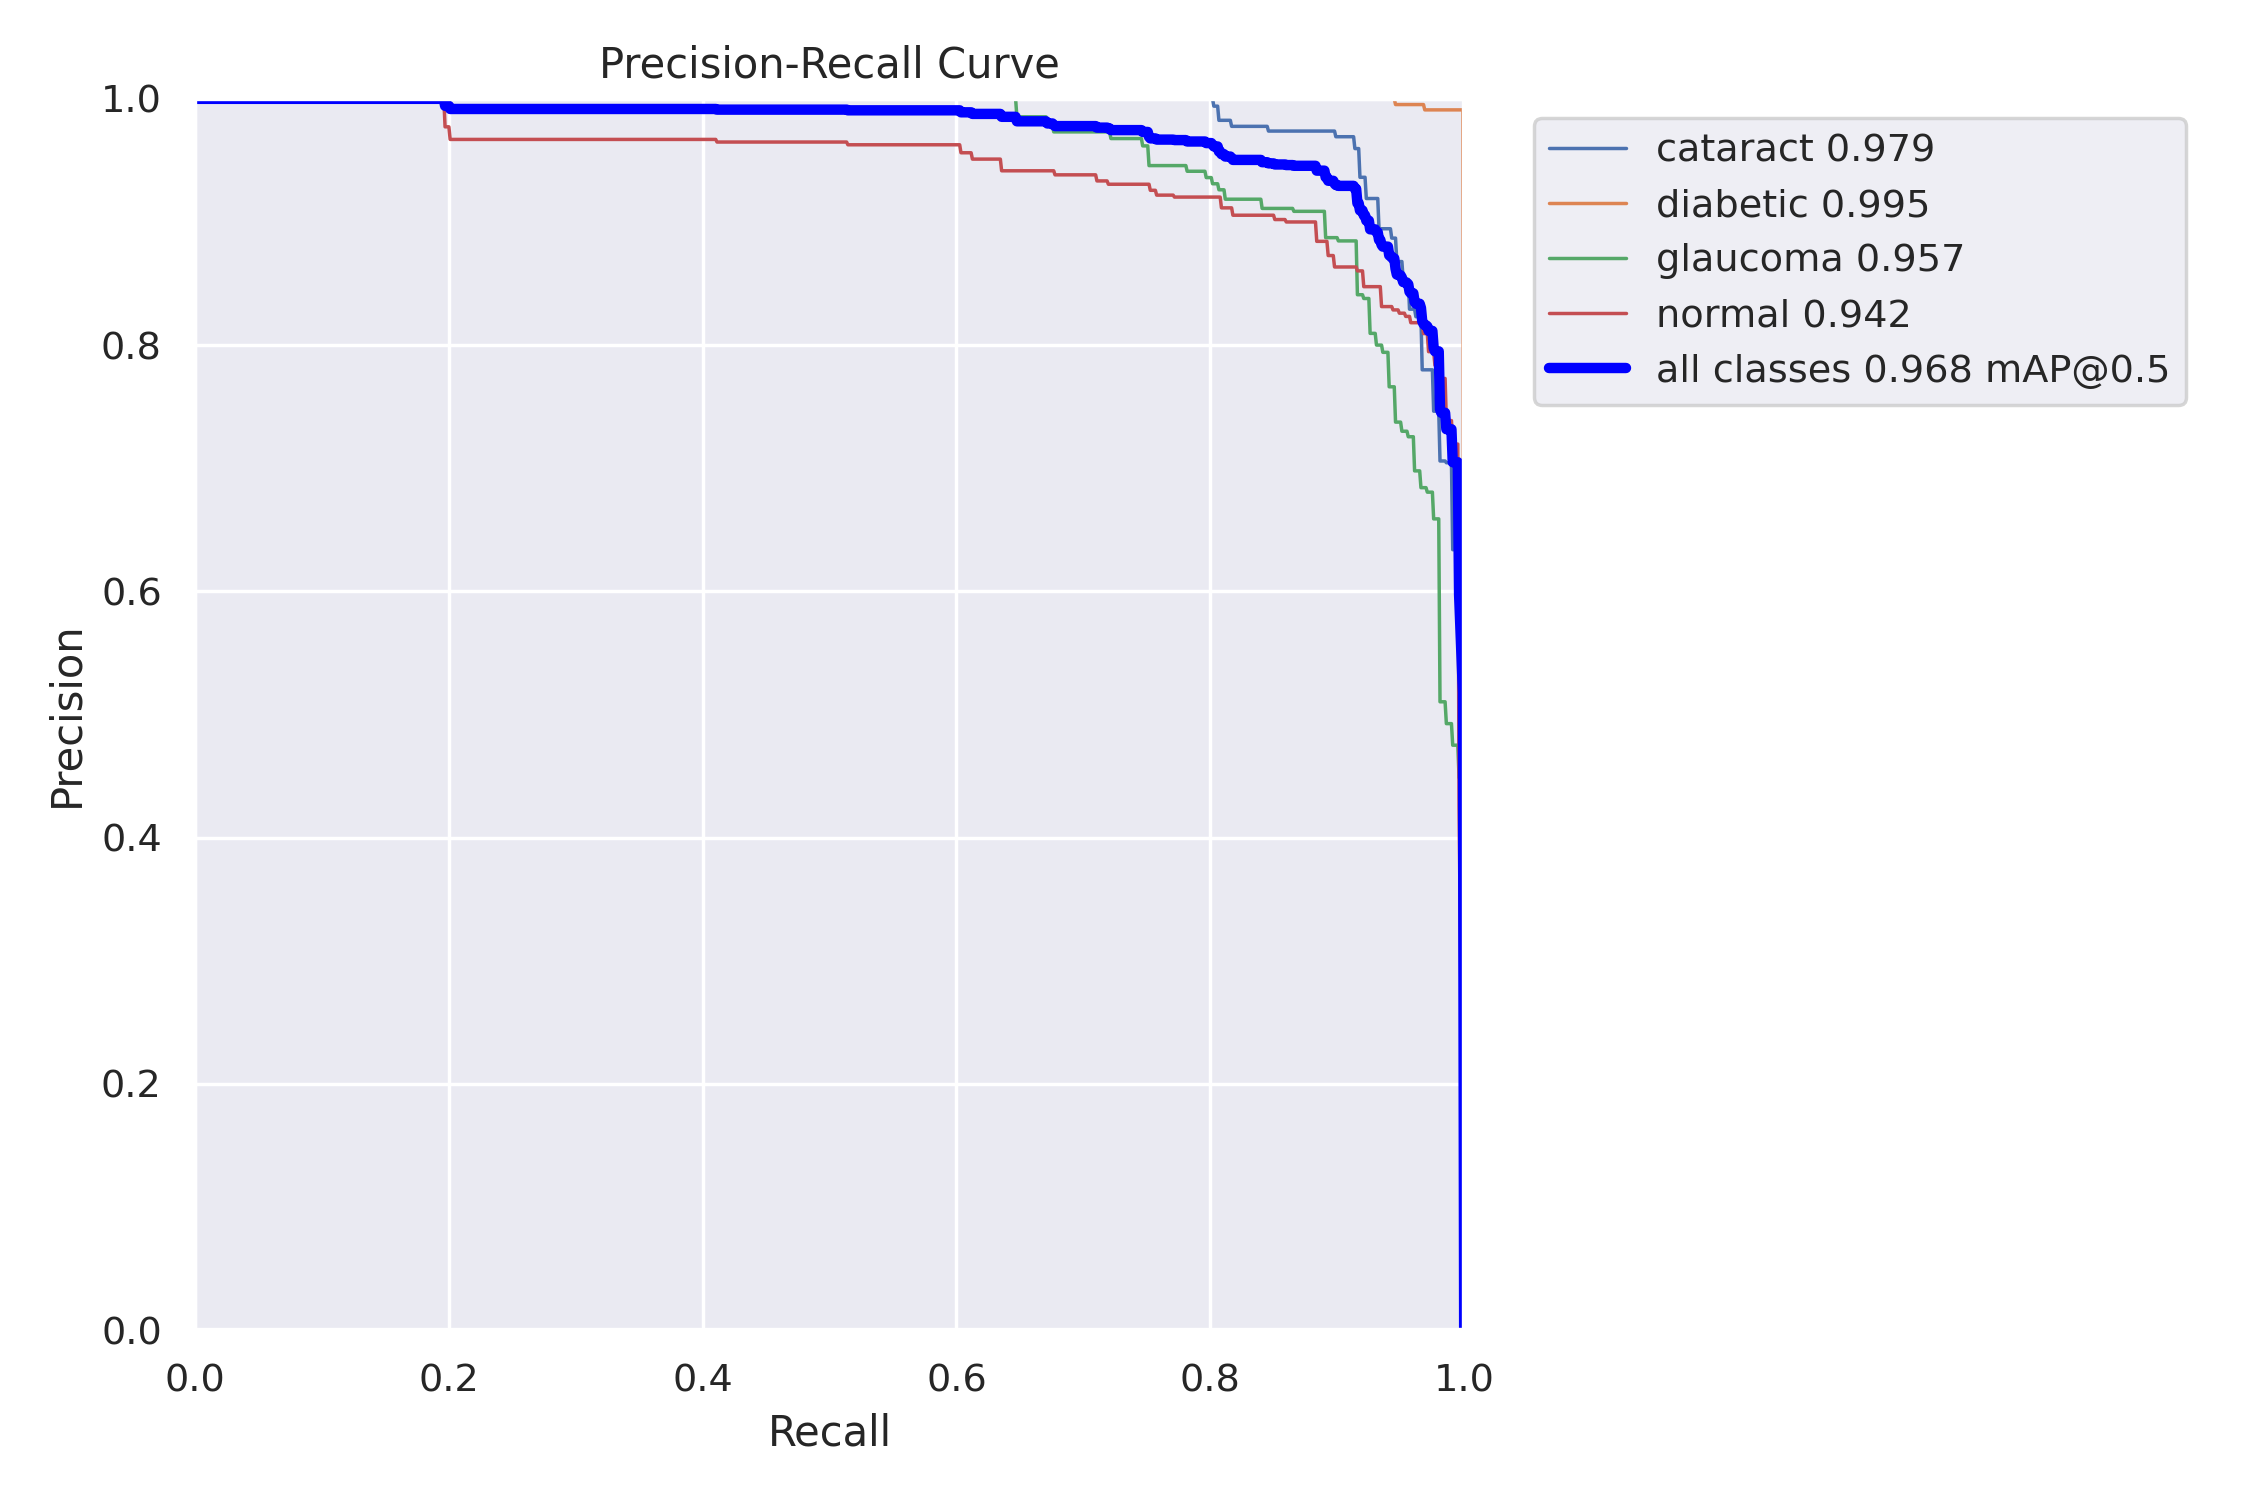 Precision-Recall Curve
1.0
0.8
0.6
0.4
0.2
0.0
Precision
0.0 0.2 0.4 0.6 0.8 1.0
Recall
cataract 0.979
diabetic 0.995
glaucoma 0.957
normal 0.942
all classes 0.968 mAP@0.5